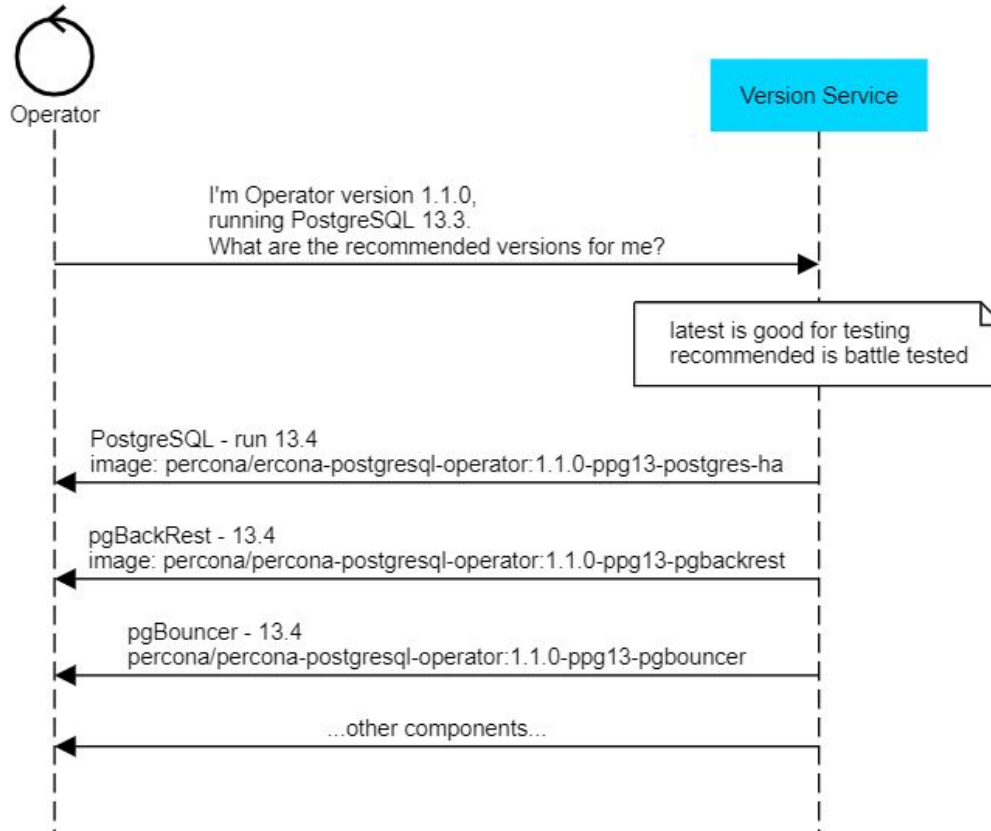 Operator
Version Service
I'm Operator version 1.1.0,
running PostgreSQL 13.3.
What are the recommended versions for me?
latest is good for testing
recommended is battle tested
PostgreSQL - run 13.4
image: percona/ercona-postgresql-operator:1.1.0-ppg13-postgres-ha
pgBackRest - 13.4
image: percona/percona-postgresql-operator:1.1.0-ppg13-pgbackrest
pgBouncer - 13.4
percona/percona-postgresql-operator:1.1.0-ppg13-pgbouncer
...other components...